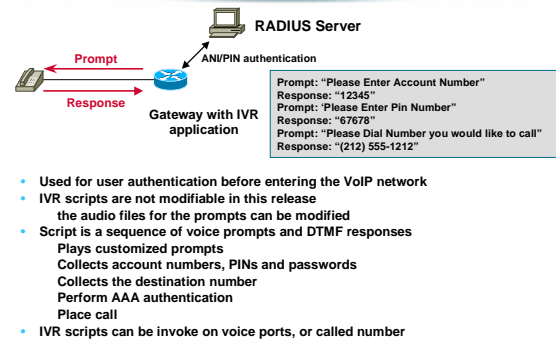 RADIUS Server
Prompt
ANI/PIN authentication
Response
Gateway with IVR
application
Prompt: “Please Enter Account Number”
Response: “12345”
Prompt: ‘Please Enter Pin Number”
Response: “67678”
Prompt: “Please Dial Number you would like to call”
Response: “(212) 555-1212”
• Used for user authentication before entering the VoIP network
• IVR scripts are not modifiable in this release
the audio files for the prompts can be modified
• Script is a sequence of voice prompts and DTMF responses
Plays customized prompts
Collects account numbers, PINs and passwords
Collects the destination number
Perform AAA authentication
Place call
• IVR scripts can be invoke on voice ports, or called number